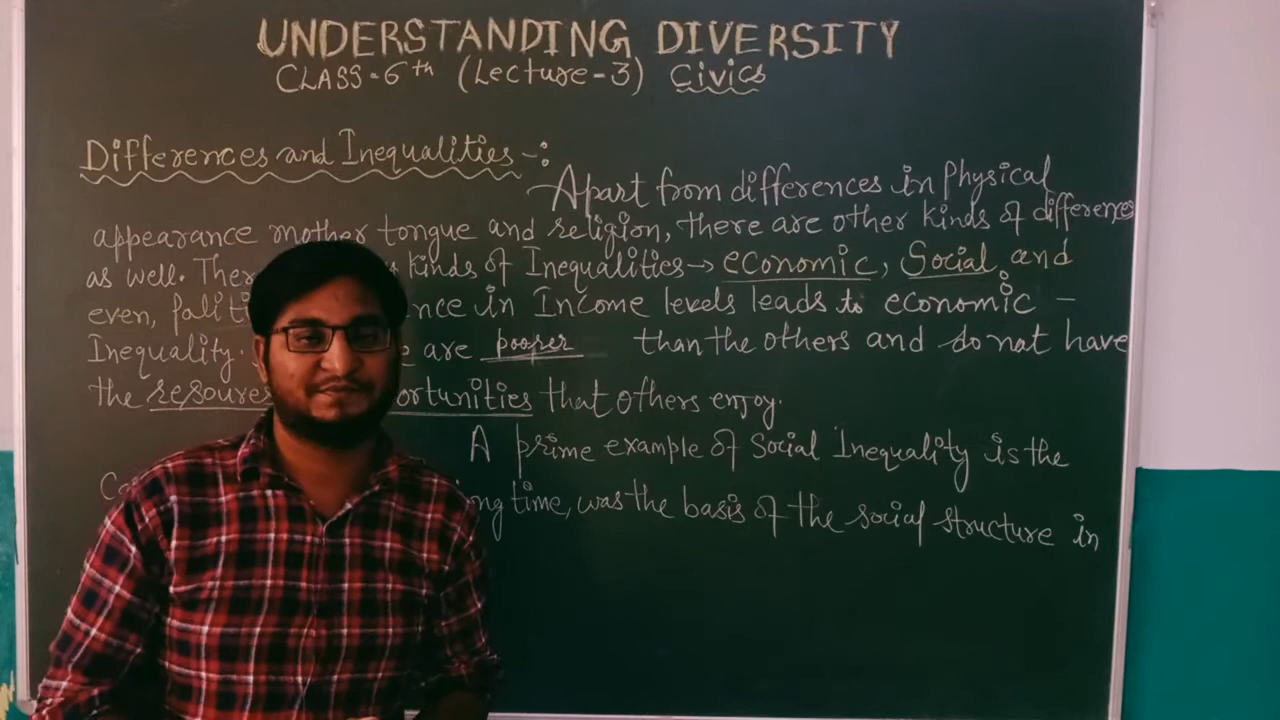 UNDERSTANDING DIVERSITY
CLASS-6th (Lecture-3) Civics
Differences and Inequalities -:
Apart from differences in Physical
appearance mother tongue and religion, there are other kinds of differences
as well. kinds of Inequalities → economic, Social and
even, in Income levels leads to economic -
Inequality. are pooper than the others and do not have
the that others enjoy.
A prime example of Social Inequality is the
time, was the basis of the social structure in